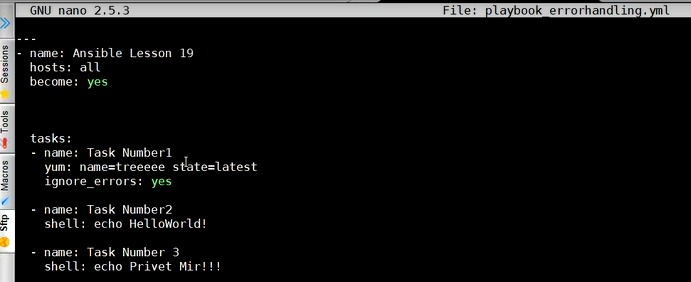 GNU nano 2.5.3 File: playbook_errorhandling.yml
---
- name: Ansible Lesson 19
hosts: all
become: yes
tasks:
- name: Task Number1
yum: name=treeeee state=latest
ignore_errors: yes
- name: Task Number2
shell: echo HelloWorld!
- name: Task Number 3
shell: echo Privet Mir!!!
Sessions
Tools
Macros
Sftp